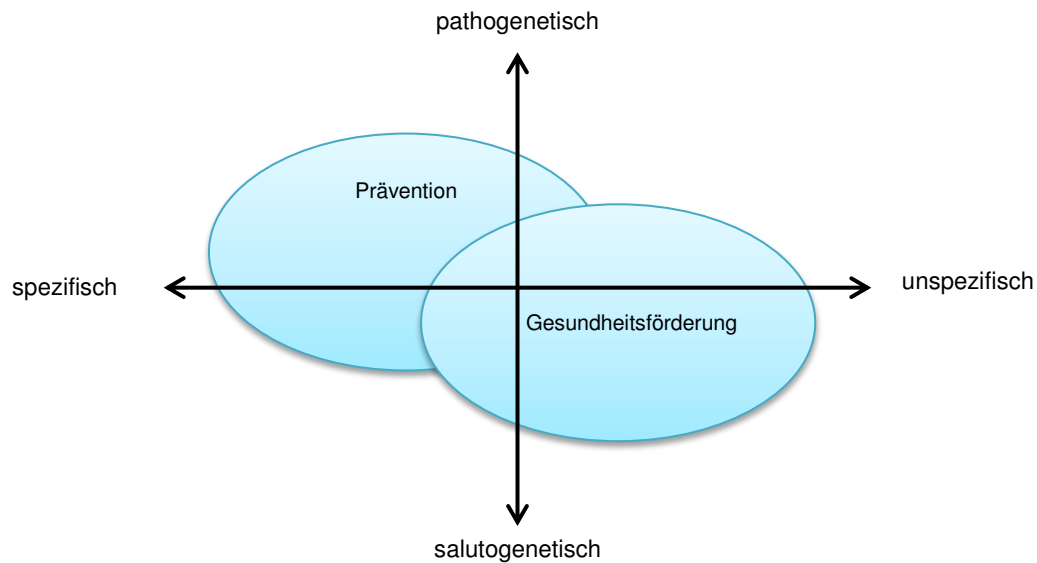 pathogenetisch
Prävention
spezifisch
unspezifisch
Gesundheitsförderung
salutogenetisch